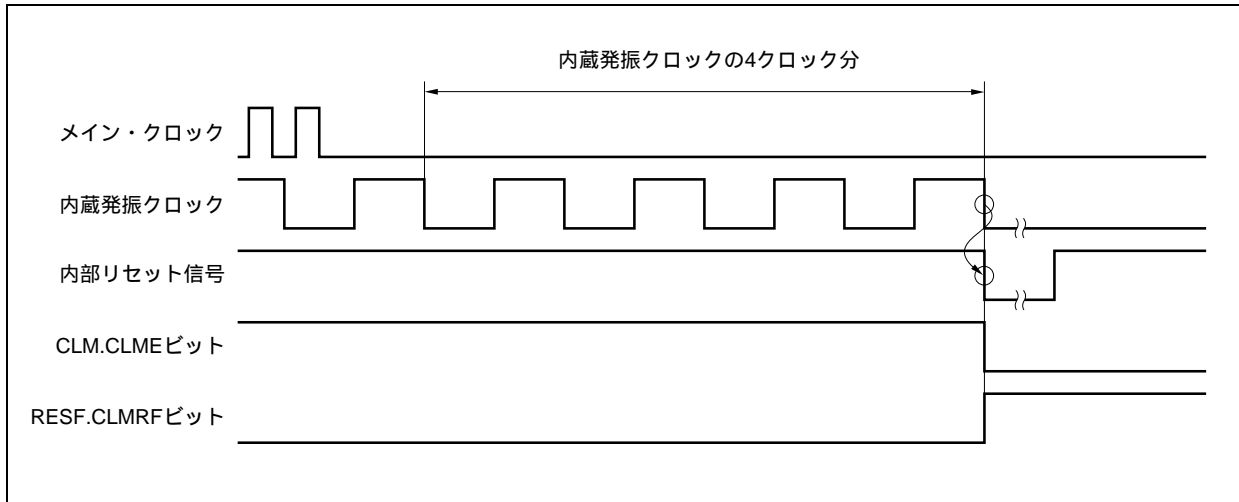 内蔵発振クロックの4クロック分
メイン・クロック
内蔵発振クロック
内部リセット信号
CLM.CLMEビット
RESF.CLMRFビット